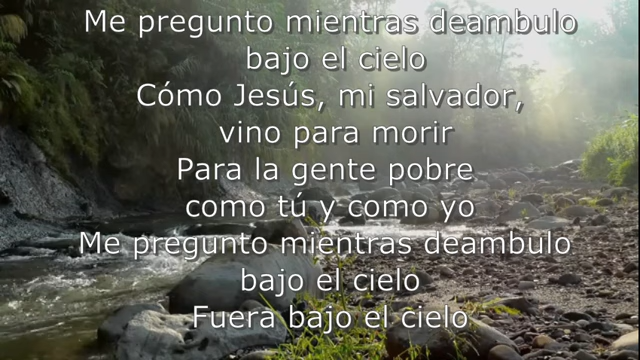 Me pregunto mientras deambulo
bajo el cielo
Cómo Jesús, mi salvador,
vino para morir
Para la gente pobre
como tú y como yo
Me pregunto mientras deambulo
bajo el cielo
Fuera bajo el cielo